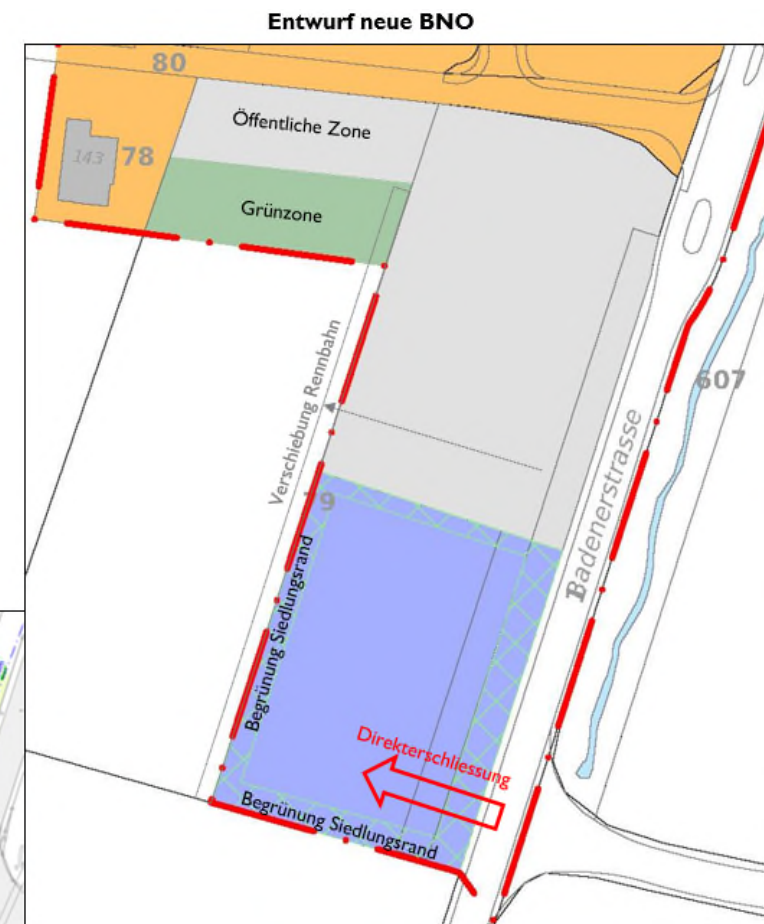 Entwurf neue BNO
80
Öffentliche Zone
143
78
Grünzone
Verschiebung Rennbahn
607
79
Badenerstrasse
Begrünung Siedlungsrand
Direkterschliessung
Begrünung Siedlungsrand